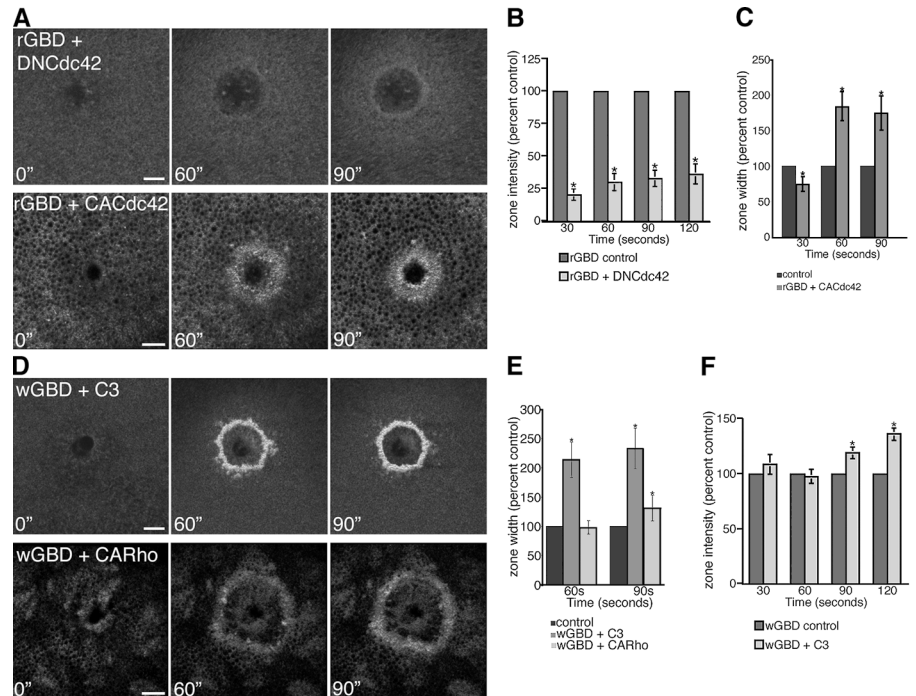 A
rGBD +
DNCdc42
0”
60”
90”
rGBD + CACdc42
0”
60”
90”
B
zone intensity (percent control)
125
100
75
50
25
0
*
*
*
*
30 60 90 120
Time (seconds)
rGBD control
rGBD + DNCdc42
C
zone width (percent control)
250
200
150
100
50
0
*
*
*
30 60 90
Time (seconds)
control
rGBD + CACdc42
D
wGBD + C3
0”
60”
90”
wGBD + CARho
0”
60”
90”
E
zone width (percent control)
300
250
200
150
100
50
0
*
*
*
60s 90s
Time (seconds)
control
wGBD + C3
wGBD + CARho
F
zone intensity (percent control)
150
100
50
0
*
*
30 60 90 120
Time (seconds)
wGBD control
wGBD + C3